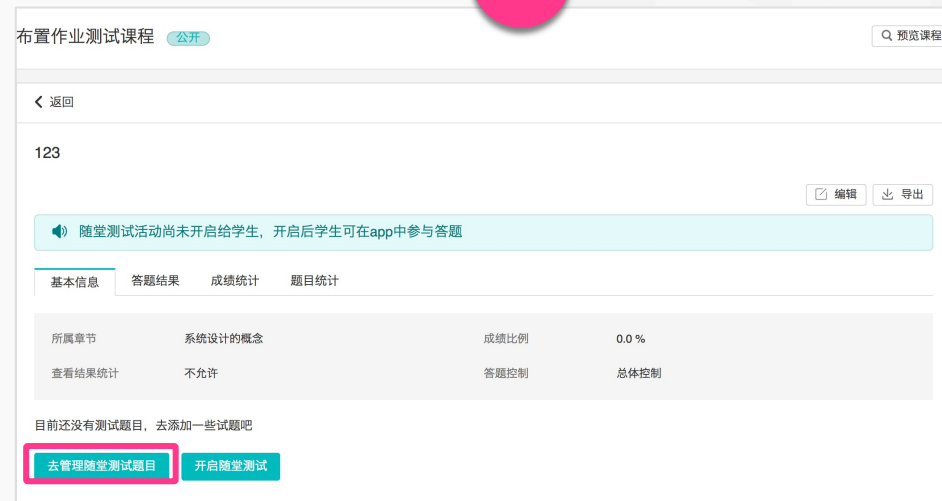 布置作业测试课程 公开 预览课程
返回
123
编辑 导出
随堂测试活动尚未开启给学生，开启后学生可在app中参与答题
基本信息 答题结果 成绩统计 题目统计
所属章节 系统设计的概念 成绩比例 0.0 %
查看结果统计 不允许 答题控制 总体控制
目前还没有测试题目，去添加一些试题吧
去管理随堂测试题目 开启随堂测试